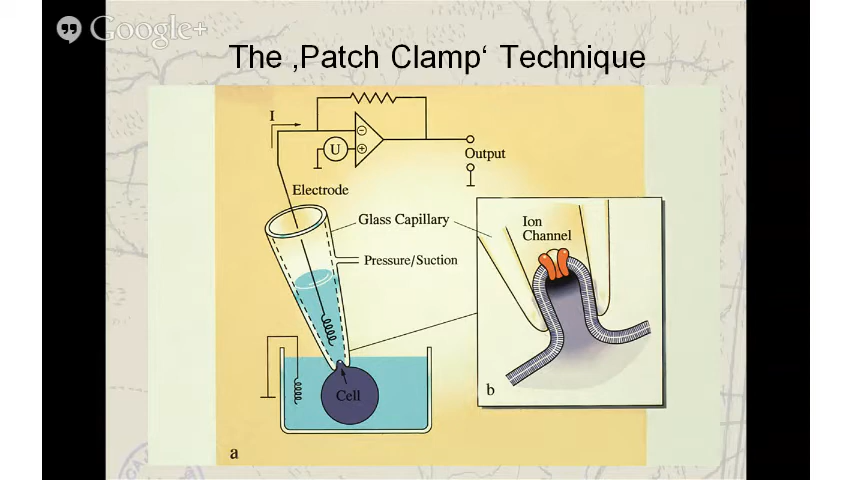 Google+
The ‚Patch Clamp‘ Technique
I
U
Output
Electrode
Glass Capillary
Pressure/Suction
Ion
Channel
Cell
a
b